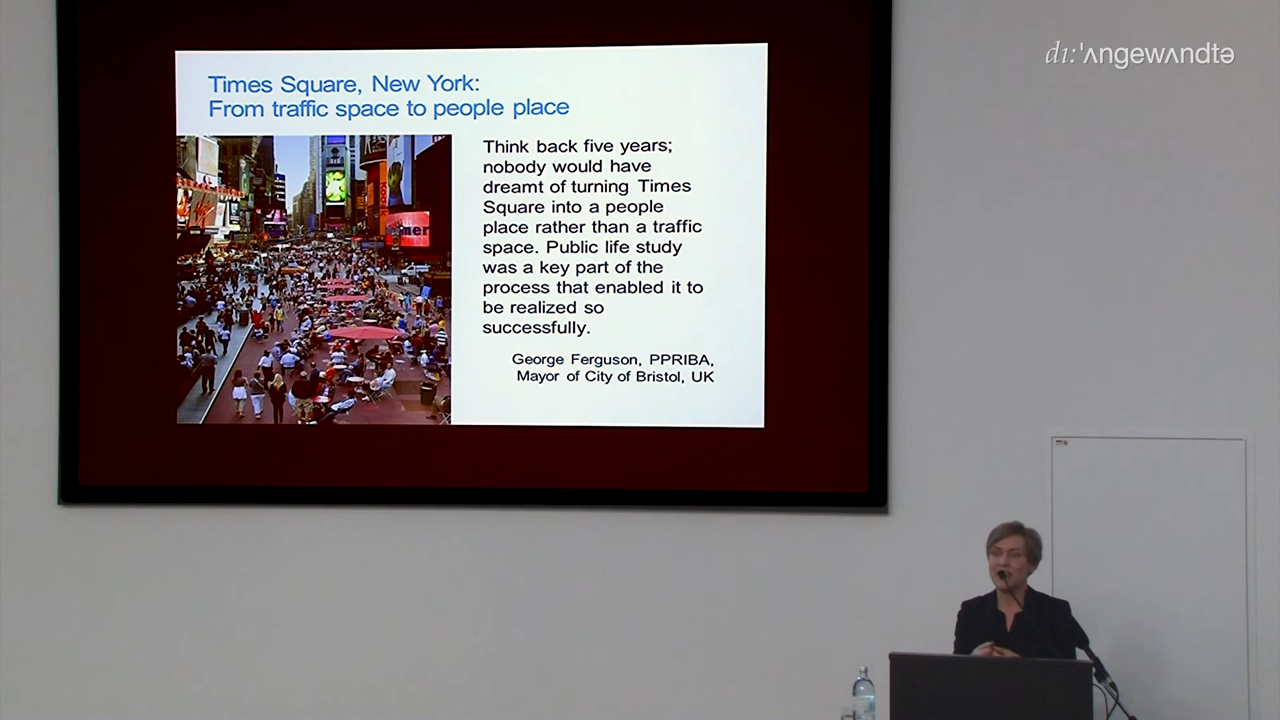 dı:ˈʌngewʌndtə
Times Square, New York:
From traffic space to people place
Think back five years;
nobody would have
dreamt of turning Times
Square into a people
place rather than a traffic
space. Public life study
was a key part of the
process that enabled it to
be realized so
successfully.
George Ferguson, PPRIBA,
Mayor of City of Bristol, UK